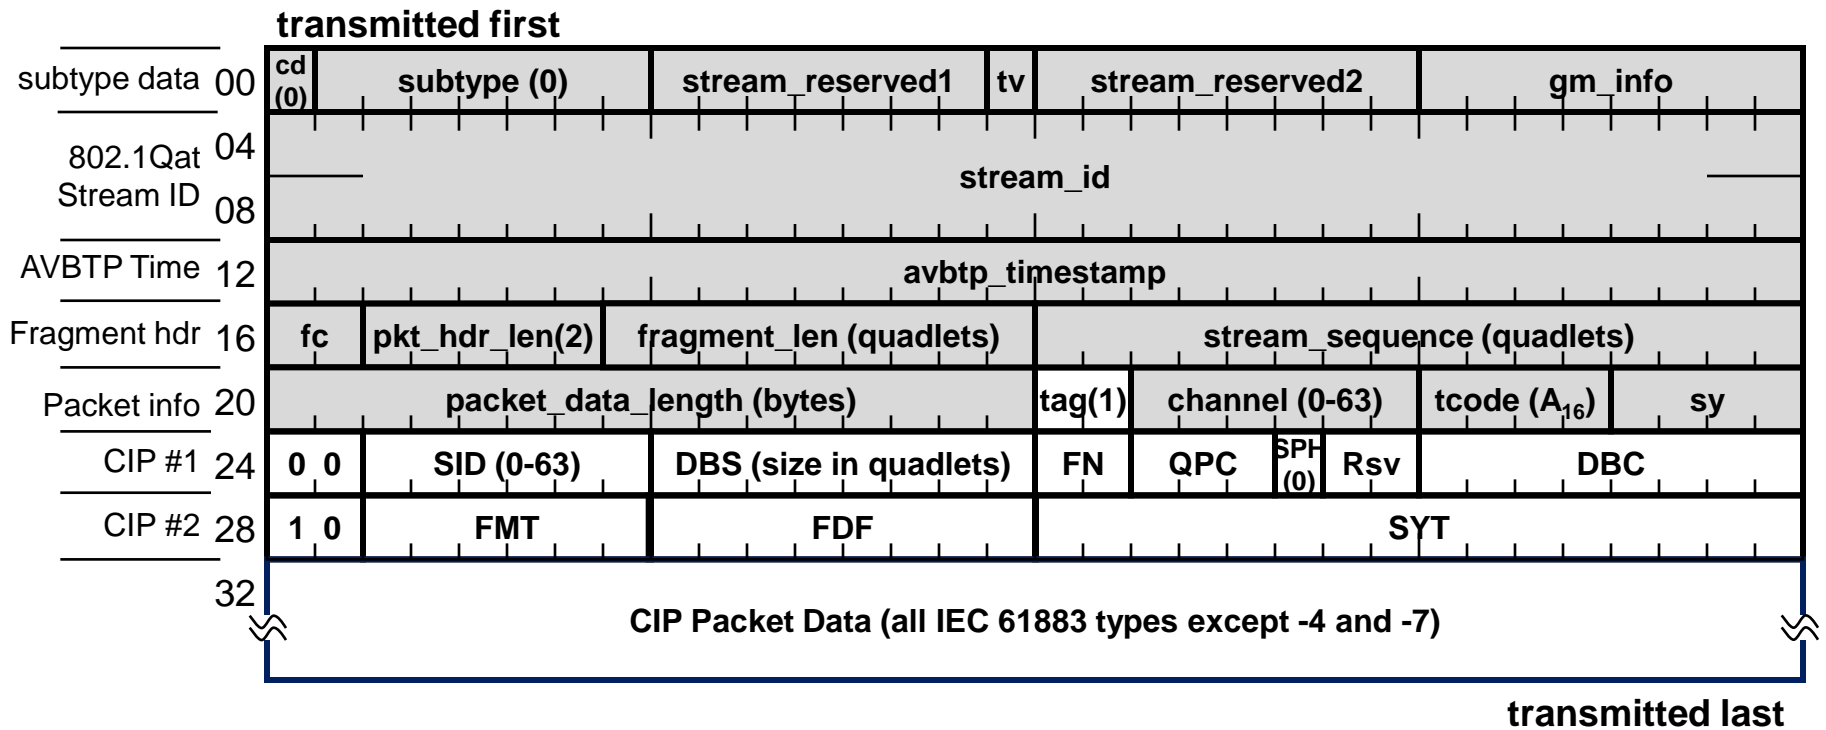 transmitted first
subtype data 00 cd (0) subtype (0) stream_reserved1 tv stream_reserved2 gm_info
802.1Qat Stream ID 04 08 stream_id
AVBTP Time 12 avbtp_timestamp
Fragment hdr 16 fc pkt_hdr_len(2) fragment_len (quadlets) stream_sequence (quadlets)
Packet info 20 packet_data_length (bytes) tag(1) channel (0-63) tcode (A16) sy
CIP #1 24 0 0 SID (0-63) DBS (size in quadlets) FN QPC SPH (0) Rsv DBC
CIP #2 28 1 0 FMT FDF SYT
32 CIP Packet Data (all IEC 61883 types except -4 and -7)
transmitted last